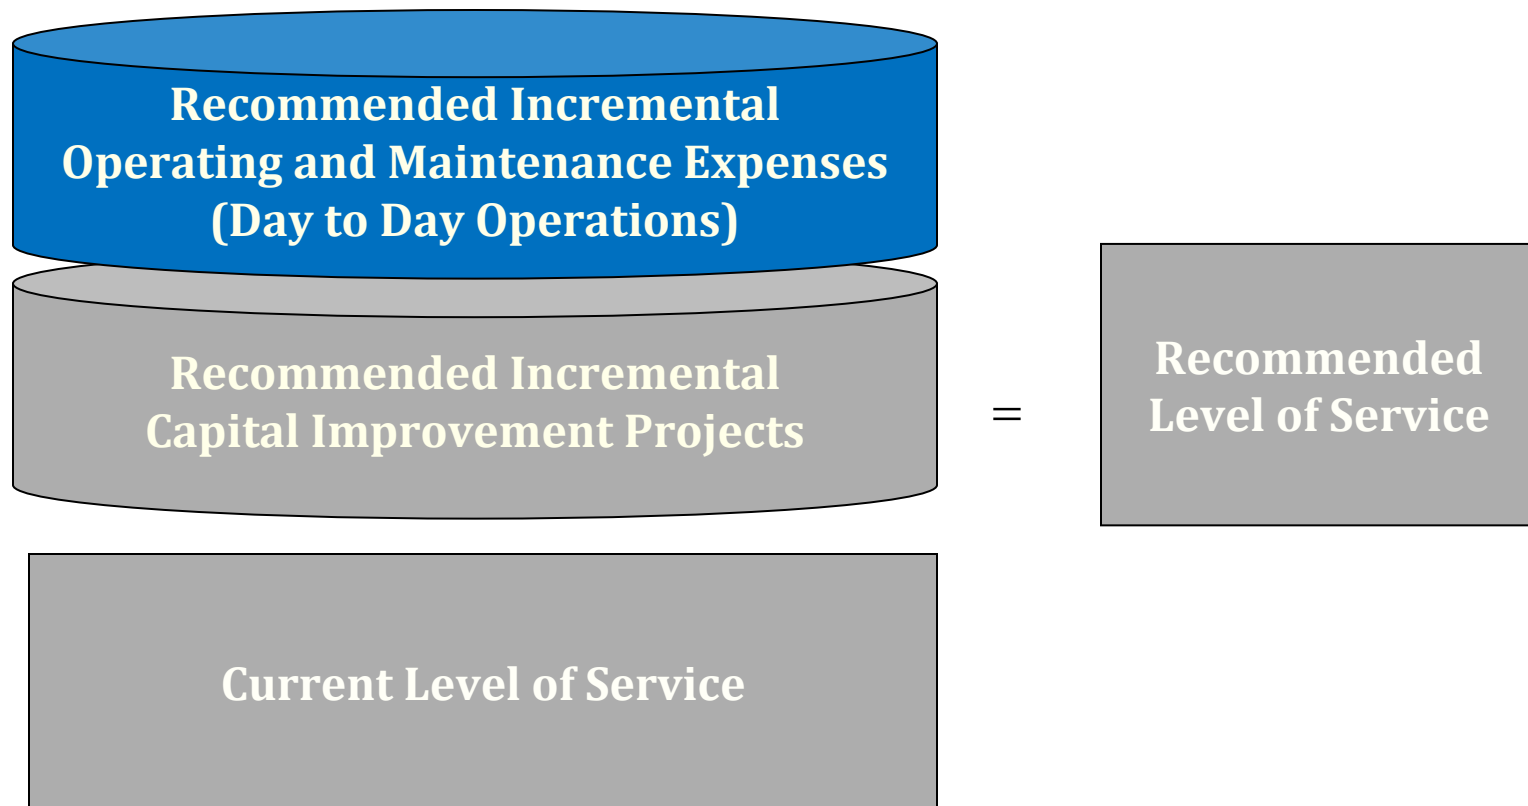 Recommended Incremental
Operating and Maintenance Expenses
(Day to Day Operations)
Recommended Incremental
Capital Improvement Projects
=
Recommended
Level of Service
Current Level of Service